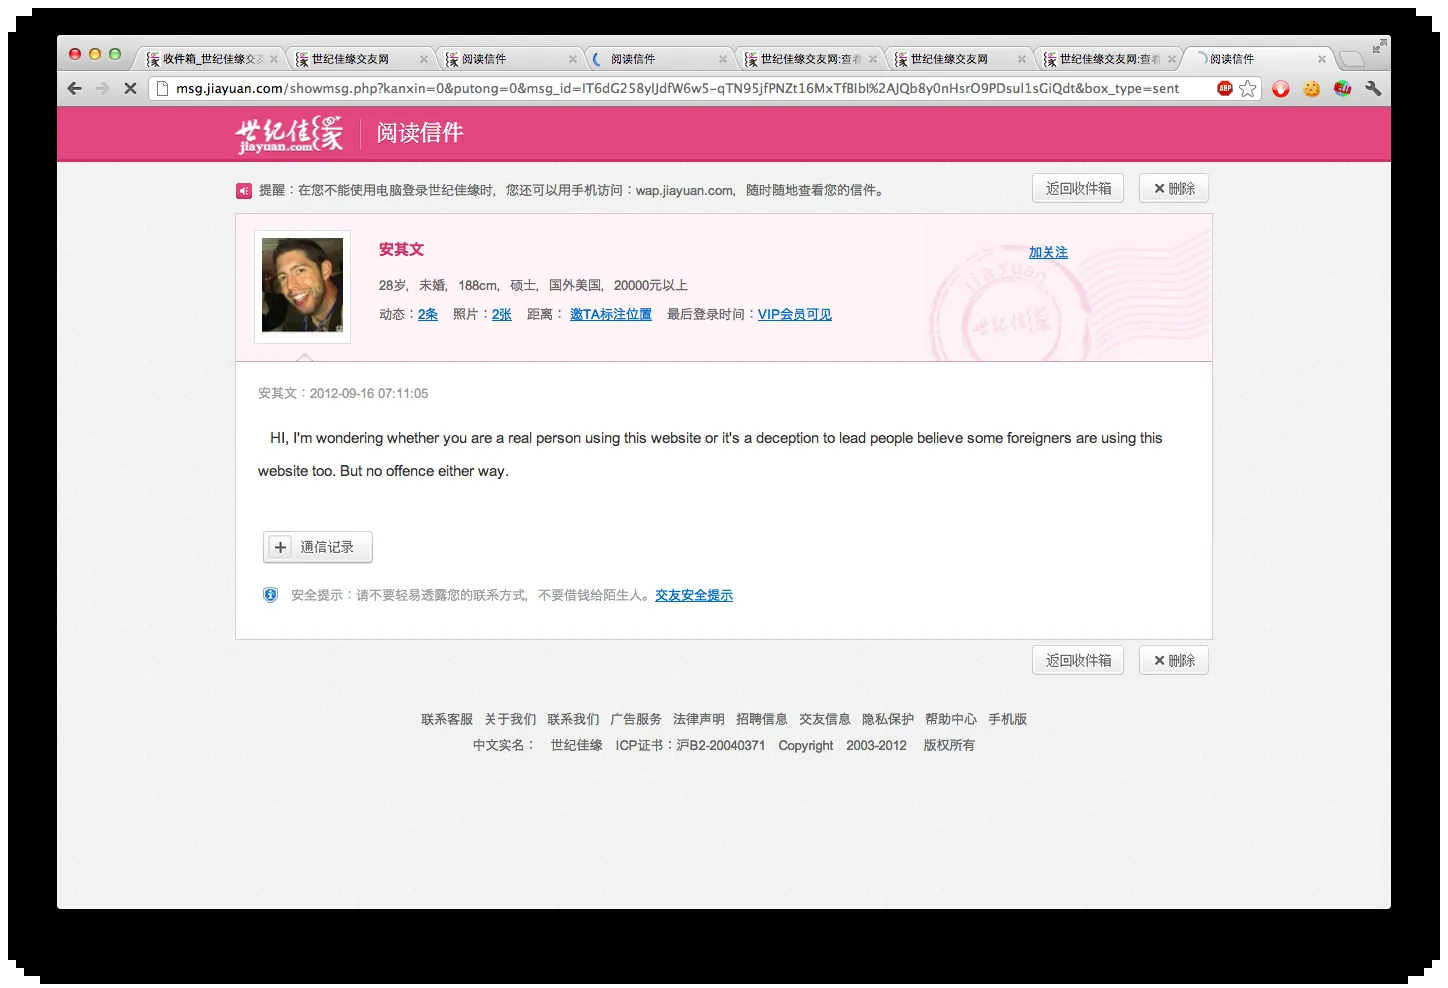 收件箱_世纪佳缘交友
世纪佳缘交友网
阅读信件
阅读信件
世纪佳缘交友网:查看
世纪佳缘交友网
世纪佳缘交友网:查看
阅读信件
msg.jiayuan.com/showmsg.php?kanxin=0&putong=0&msg_id=IT6dG258ylJdfW6w5-qTN95jfPNZt16MxTfBIbl%2AJQb8y0nHsrO9PDsul1sGiQdt&box_type=sent
ABP
世纪佳缘
jiayuan.com
阅读信件
提醒：在您不能使用电脑登录世纪佳缘时，您还可以用手机访问：wap.jiayuan.com，随时随地查看您的信件。
返回收件箱
删除
安其文
加关注
28岁，未婚，188cm，硕士，国外美国，20000元以上
动态：2条 照片：2张 距离： 邀TA标注位置 最后登录时间：VIP会员可见
jiayuan
世纪佳缘
安其文：2012-09-16 07:11:05
HI, I'm wondering whether you are a real person using this website or it's a deception to lead people believe some foreigners are using this
website too. But no offence either way.
通信记录
安全提示：请不要轻易透露您的联系方式，不要借钱给陌生人。交友安全提示
返回收件箱
删除
联系客服 关于我们 联系我们 广告服务 法律声明 招聘信息 交友信息 隐私保护 帮助中心 手机版
中文实名： 世纪佳缘 ICP证书：沪B2-20040371 Copyright 2003-2012 版权所有